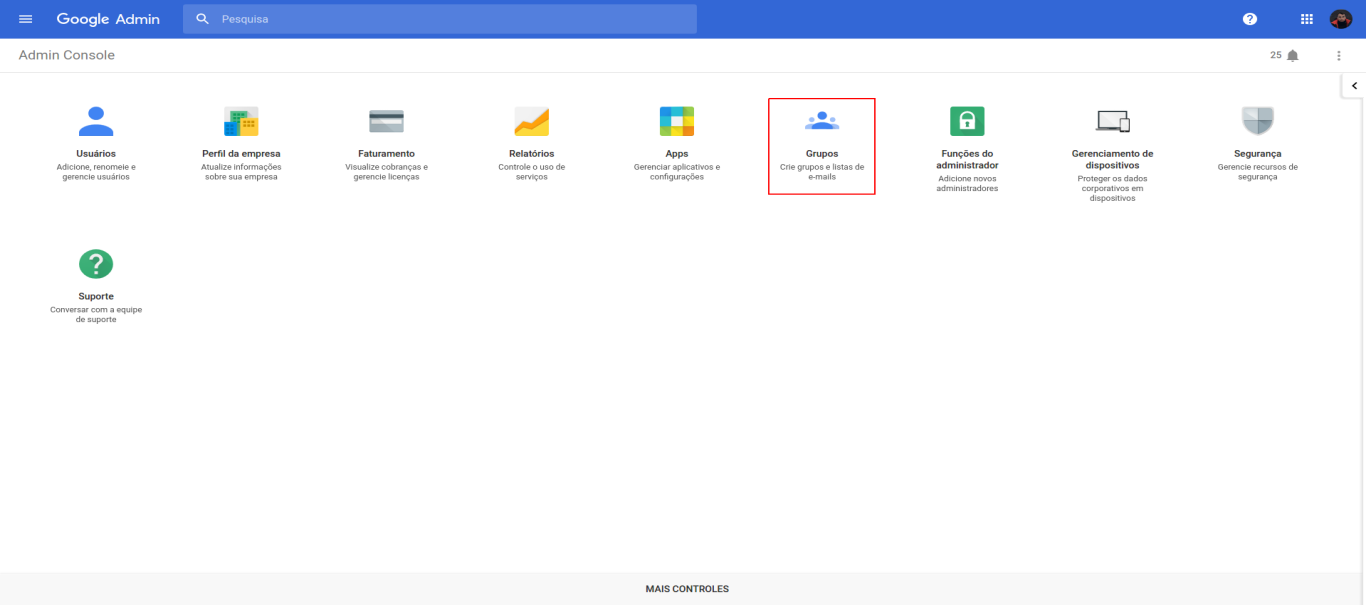 Google Admin
Pesquisa
Admin Console
25
Usuários
Adicione, renomeie e
gerencie usuários
Perfil da empresa
Atualize informações
sobre sua empresa
Faturamento
Visualize cobranças e
gerencie licenças
Relatórios
Controle o uso de
serviços
Apps
Gerenciar aplicativos e
configurações
Grupos
Crie grupos e listas de
e-mails
Funções do
administrador
Adicione novos
administradores
Gerenciamento de
dispositivos
Proteger os dados
corporativos em
dispositivos
Segurança
Gerencie recursos de
segurança
Suporte
Conversar com a equipe
de suporte
MAIS CONTROLES